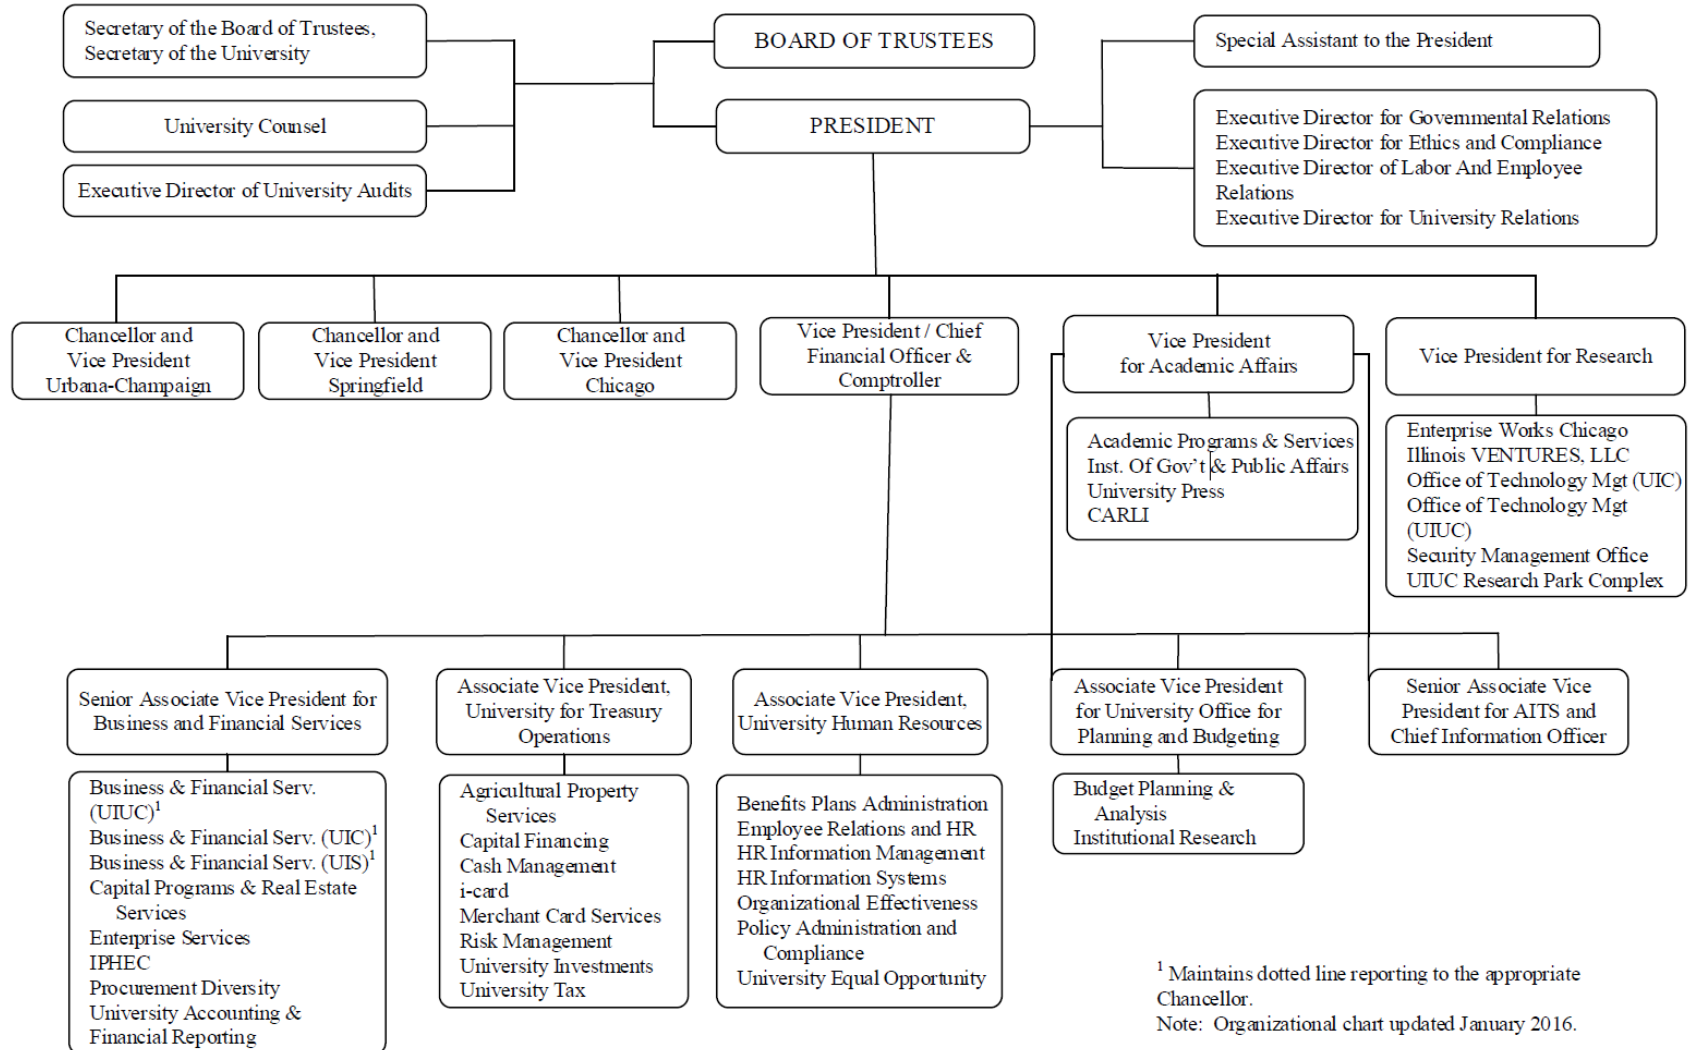 Secretary of the Board of Trustees,
Secretary of the University
BOARD OF TRUSTEES
Special Assistant to the President
University Counsel
PRESIDENT
Executive Director for Governmental Relations
Executive Director for Ethics and Compliance
Executive Director of Labor And Employee
Relations
Executive Director for University Relations
Executive Director of University Audits
Chancellor and
Vice President
Urbana-Champaign
Chancellor and
Vice President
Springfield
Chancellor and
Vice President
Chicago
Vice President / Chief
Financial Officer &
Comptroller
Vice President
for Academic Affairs
Vice President for Research
Academic Programs & Services
Inst. Of Gov’t & Public Affairs
University Press
CARLI
Enterprise Works Chicago
Illinois VENTURES, LLC
Office of Technology Mgt (UIC)
Office of Technology Mgt
(UIUC)
Security Management Office
UIUC Research Park Complex
Senior Associate Vice President for
Business and Financial Services
Associate Vice President,
University for Treasury
Operations
Associate Vice President,
University Human Resources
Associate Vice President
for University Office for
Planning and Budgeting
Senior Associate Vice
President for AITS and
Chief Information Officer
Business & Financial Serv.
(UIUC)¹
Business & Financial Serv. (UIC)¹
Business & Financial Serv. (UIS)¹
Capital Programs & Real Estate
Services
Enterprise Services
IPHEC
Procurement Diversity
University Accounting &
Financial Reporting
Agricultural Property
Services
Capital Financing
Cash Management
i-card
Merchant Card Services
Risk Management
University Investments
University Tax
Benefits Plans Administration
Employee Relations and HR
HR Information Management
HR Information Systems
Organizational Effectiveness
Policy Administration and
Compliance
University Equal Opportunity
Budget Planning &
Analysis
Institutional Research
¹ Maintains dotted line reporting to the appropriate
Chancellor.
Note: Organizational chart updated January 2016.